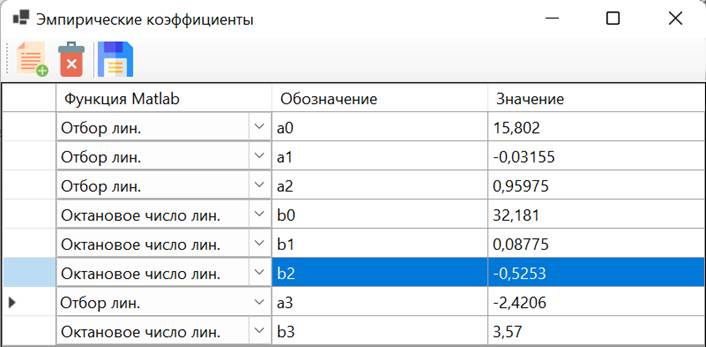 Эмпирические коэффициенты
Функция Matlab Обозначение Значение
Отбор лин. a0 15,802
Отбор лин. a1 -0,03155
Отбор лин. a2 0,95975
Октановое число лин. b0 32,181
Октановое число лин. b1 0,08775
Октановое число лин. b2 -0,5253
Отбор лин. a3 -2,4206
Октановое число лин. b3 3,57